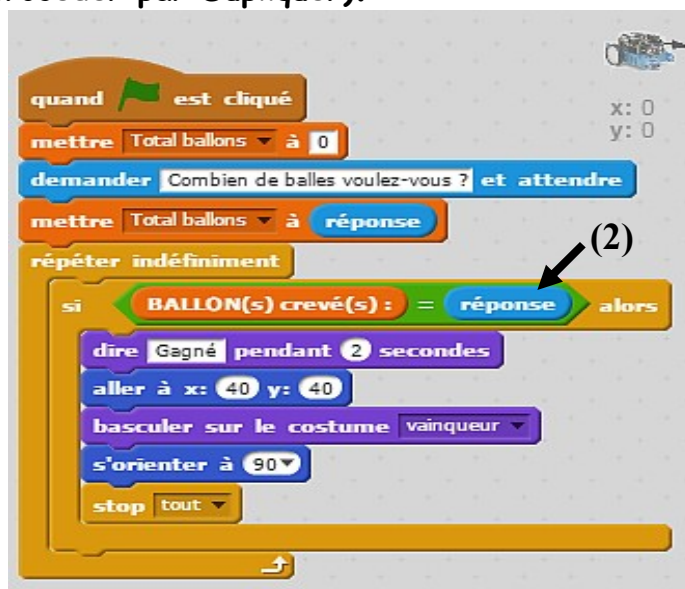 quand est cliqué
x: 0
y: 0
mettre Total ballons à 0
demander Combien de balles voulez-vous ? et attendre
mettre Total ballons à réponse
(2)
répéter indéfiniment
si BALLON(s) crevé(s) : = réponse alors
dire Gagné pendant 2 secondes
aller à x: 40 y: 40
basculer sur le costume vainqueur
s'orienter à 90
stop tout